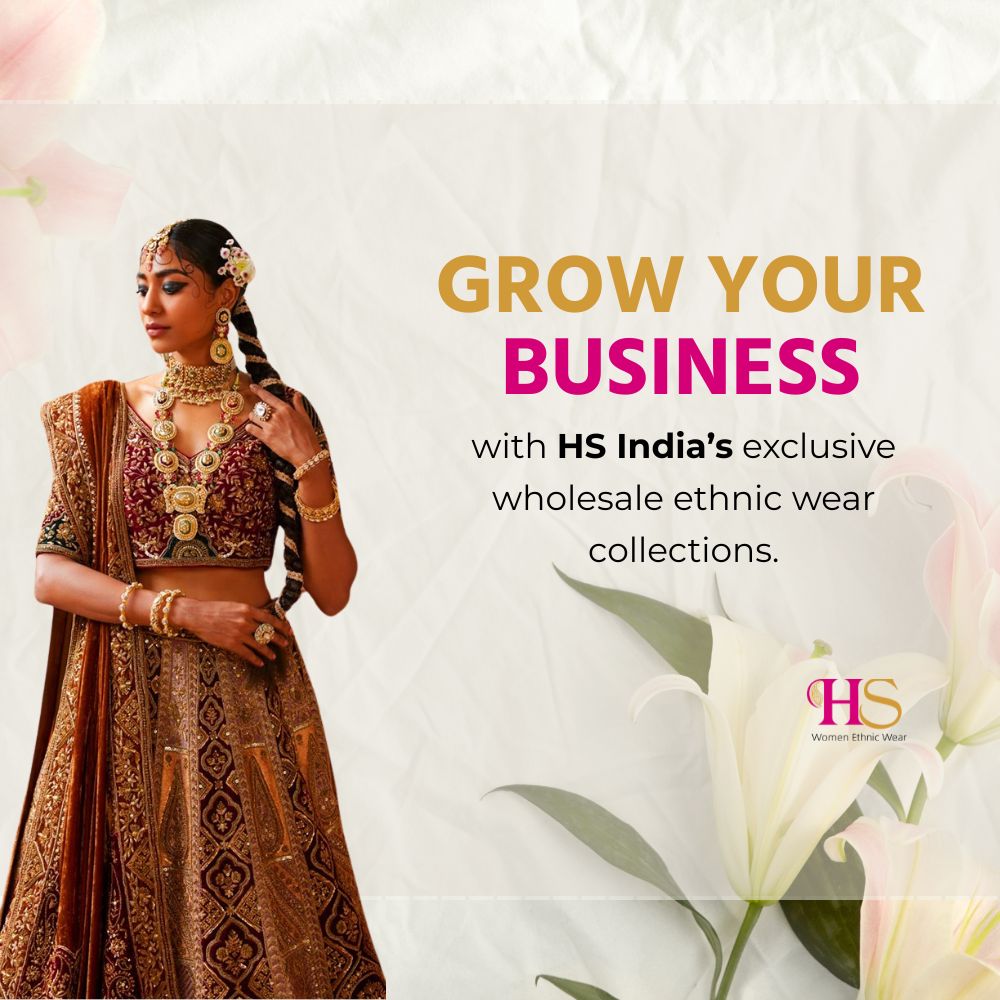 GROW YOUR
BUSINESS
with HS India’s exclusive
wholesale ethnic wear
collections.
HS
Women Ethnic Wear